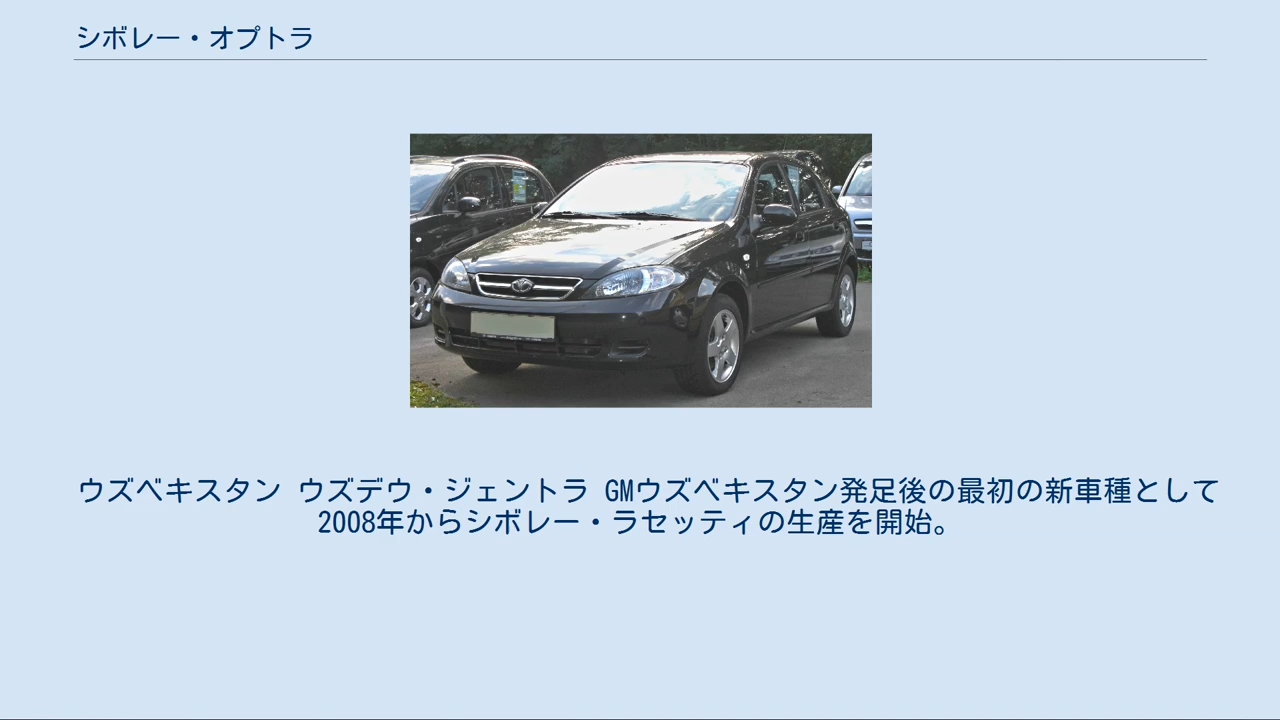 シボレー・オプトラ
ウズベキスタン ウズデウ・ジェントラ GMウズベキスタン発足後の最初の新車種として
2008年からシボレー・ラセッティの生産を開始。